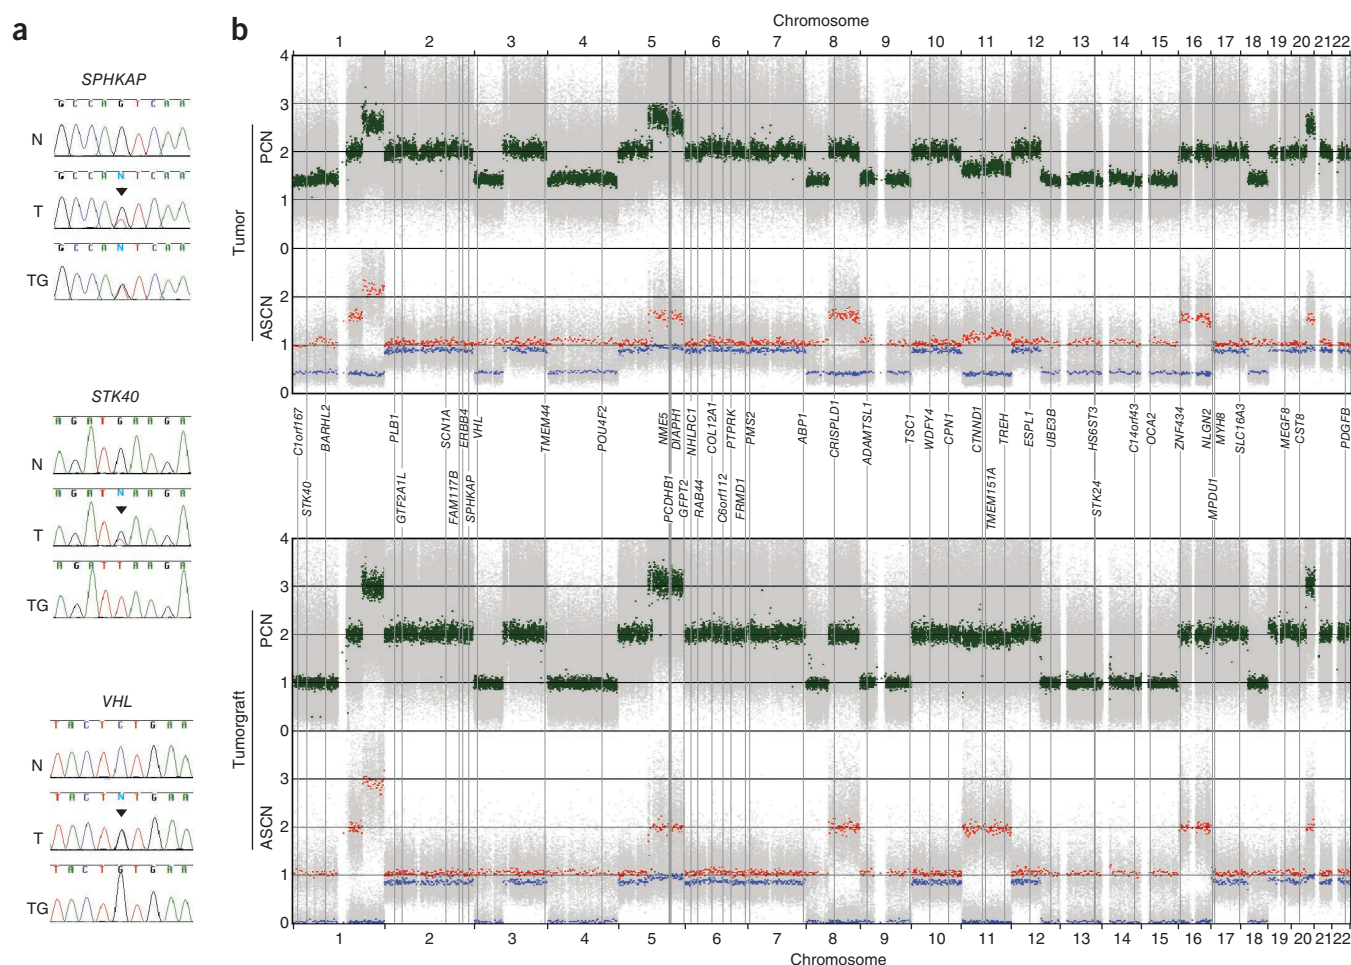 a
b
SPHKAP
G C C A G T C A A
N
G C C A N T C A A
T
G C C A N T C A A
TG
STK40
A G A T G A A G A
N
A G A T N A A G A
T
A G A T T A A G A
TG
VHL
T A C T C T G A A
N
T A C T N T G A A
T
T A C T G T G A A
TG
Chromosome
1 2 3 4 5 6 7 8 9 10 11 12 13 14 15 16 17 18 19 20 21 22
Tumor
PCN
4
3
2
1
0
ASCN
2
1
0
C1orf167
STK40
BARHL2
PLB1
GTF2A1L
SCN1A
FAM117B
ERBB4
SPHKAP
VHL
TMEM44
POU4F2
NME5
PCDHB1
DIAPH1
GFPT2
NHLRC1
RAB44
COL12A1
C6orf112
PTPRK
FRMD1
PMS2
ABP1
CRISPLD1
ADAMTSL1
TSC1
WDFY4
CPN1
CTNND1
TMEM151A
TREH
ESPL1
UBE3B
HS6ST3
STK24
C14orf43
OCA2
ZNF434
NLGN2
MPDU1
MYH8
SLC16A3
MEGF8
CST8
PDGFB
Tumorgraft
PCN
4
3
2
1
0
ASCN
3
2
1
0
1 2 3 4 5 6 7 8 9 10 11 12 13 14 15 16 17 18 19 20 21 22
Chromosome